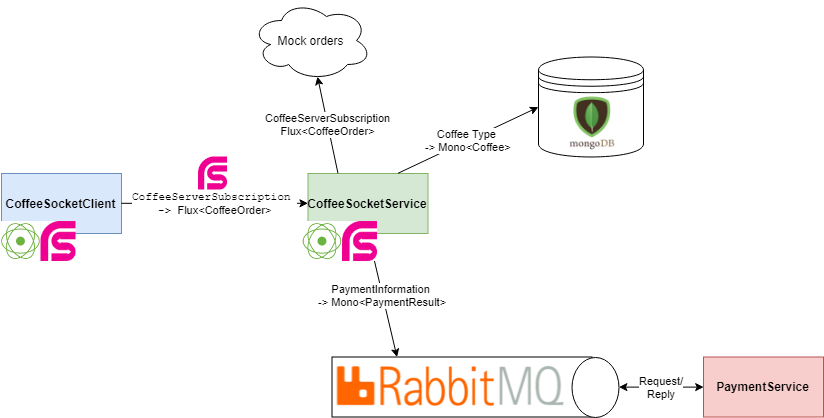 Mock orders
CoffeeServerSubscription
Flux<CoffeeOrder>
Coffee Type
-> Mono<Coffee>
mongoDB
CoffeeSocketClient
CoffeeServerSubscription
-> Flux<CoffeeOrder>
CoffeeSocketService
PaymentInformation
-> Mono<PaymentResult>
RabbitMQ
Request/
Reply
PaymentService